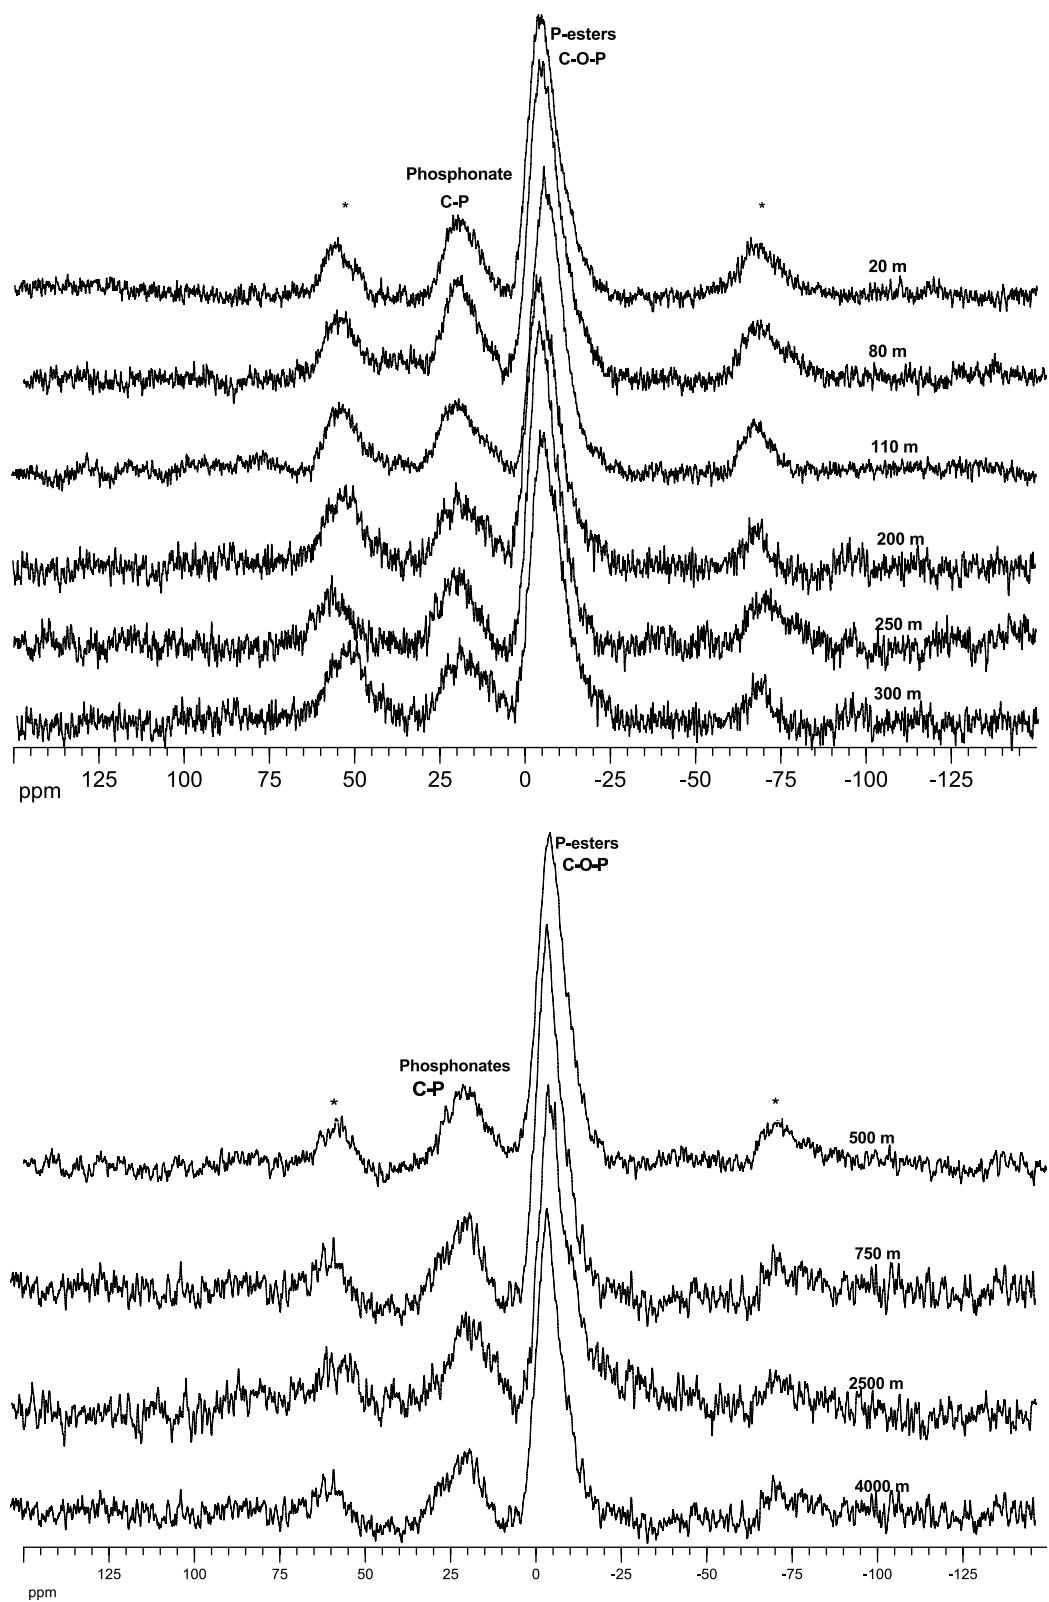 P-esters
C-O-P
Phosphonate
C-P
*
*
20 m
80 m
110 m
200 m
250 m
300 m
125 100 75 50 25 0 -25 -50 -75 -100 -125
ppm
P-esters
C-O-P
Phosphonates
C-P
*
*
500 m
750 m
2500 m
4000 m
125 100 75 50 25 0 -25 -50 -75 -100 -125
ppm